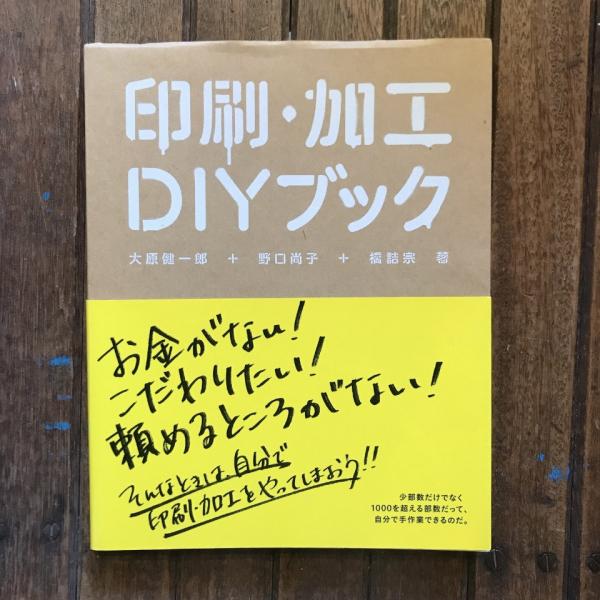 印刷・加工
DIYブック
大原健一郎 + 野口尚子 + 橋詰宗 著
お金がない!
こだわりたい!
頼めるところがない!
そんなときは、自分で
印刷・加工をやってしまおう!!
少部数だけでなく
1000を超える部数だって、
自分で手作業できるのだ。